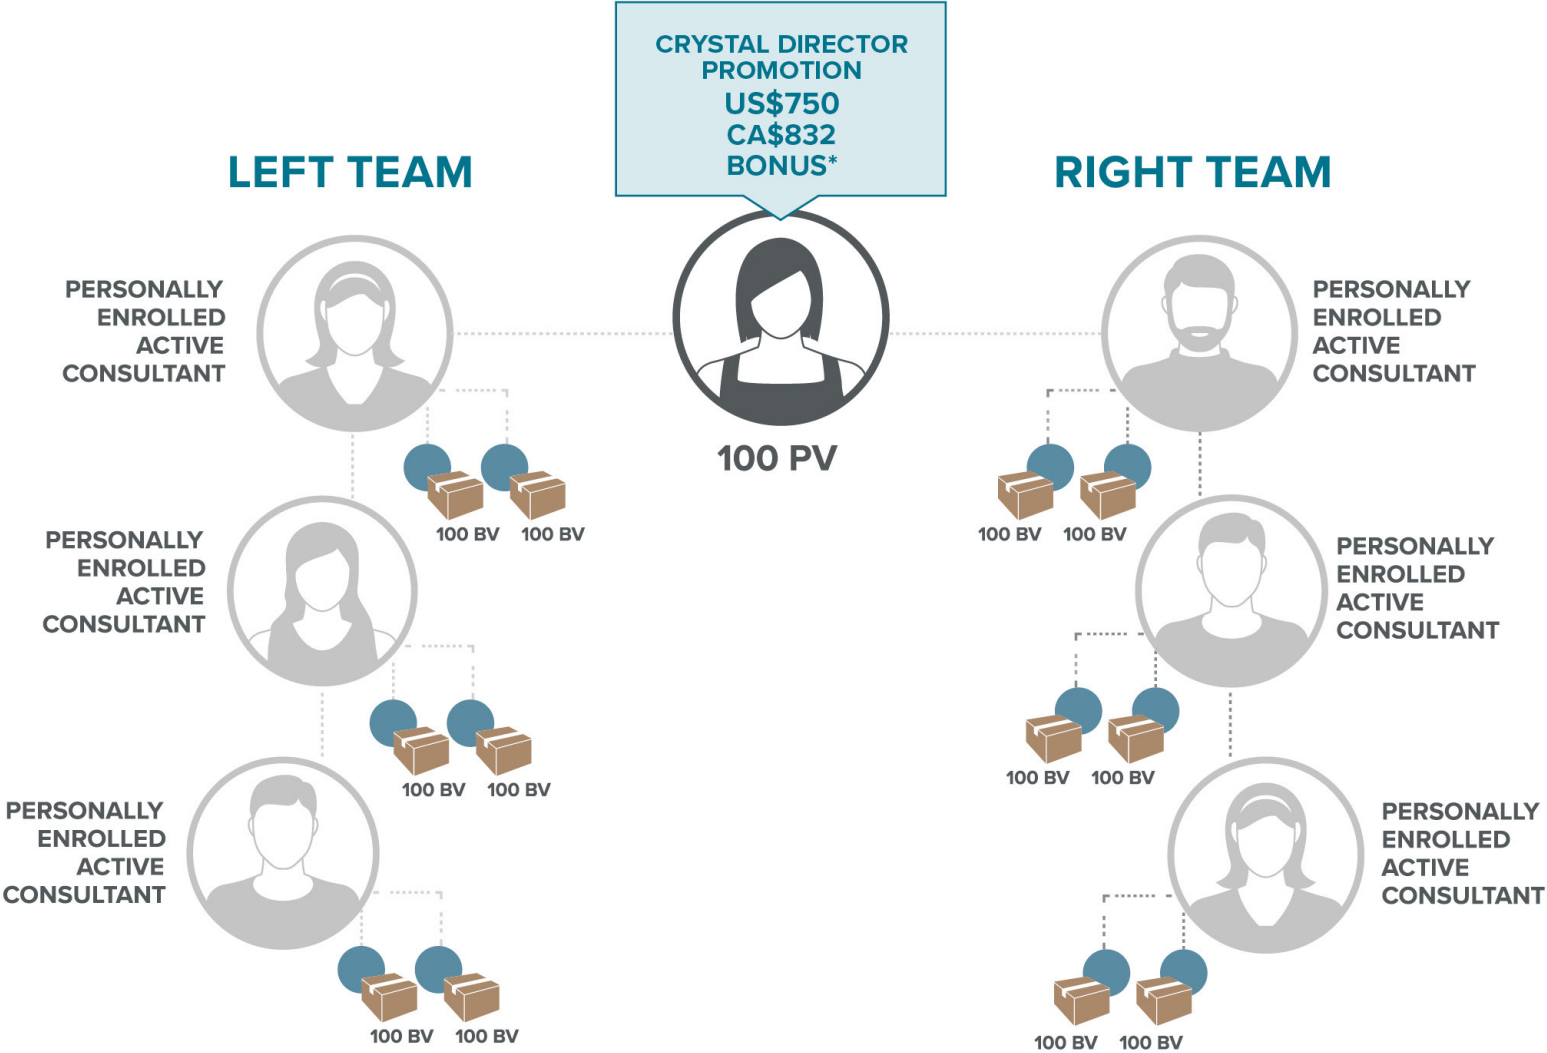 CRYSTAL DIRECTOR
PROMOTION
US$750
CA$832
BONUS*
LEFT TEAM
RIGHT TEAM
PERSONALLY
ENROLLED
ACTIVE
CONSULTANT
PERSONALLY
ENROLLED
ACTIVE
CONSULTANT
100 PV
100 BV 100 BV
100 BV 100 BV
PERSONALLY
ENROLLED
ACTIVE
CONSULTANT
PERSONALLY
ENROLLED
ACTIVE
CONSULTANT
100 BV 100 BV
100 BV 100 BV
PERSONALLY
ENROLLED
ACTIVE
CONSULTANT
PERSONALLY
ENROLLED
ACTIVE
CONSULTANT
100 BV 100 BV
100 BV 100 BV